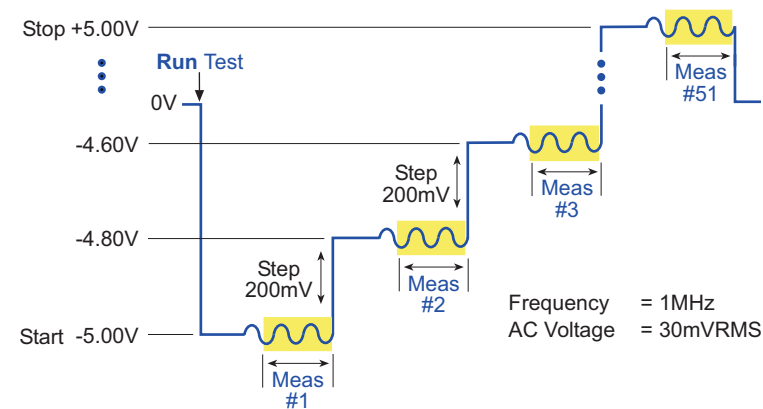 Stop +5.00V
Run Test
0V
Meas
#51
-4.60V
Step
200mV
Meas
#3
-4.80V
Step
200mV
Meas
#2
Frequency = 1MHz
AC Voltage = 30mVRMS
Start -5.00V
Meas
#1